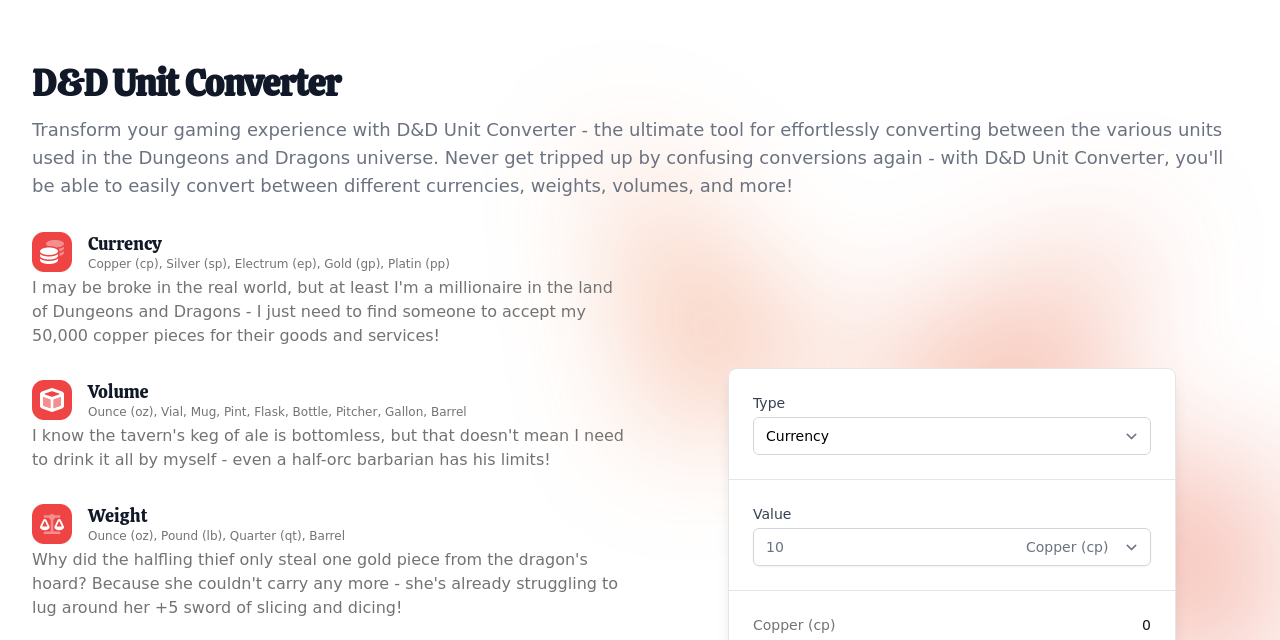 D&D Unit Converter
Transform your gaming experience with D&D Unit Converter - the ultimate tool for effortlessly converting between the various units
used in the Dungeons and Dragons universe. Never get tripped up by confusing conversions again - with D&D Unit Converter, you'll
be able to easily convert between different currencies, weights, volumes, and more!
Currency
Copper (cp), Silver (sp), Electrum (ep), Gold (gp), Platin (pp)
I may be broke in the real world, but at least I'm a millionaire in the land
of Dungeons and Dragons - I just need to find someone to accept my
50,000 copper pieces for their goods and services!
Volume
Ounce (oz), Vial, Mug, Pint, Flask, Bottle, Pitcher, Gallon, Barrel
I know the tavern's keg of ale is bottomless, but that doesn't mean I need
to drink it all by myself - even a half-orc barbarian has his limits!
Weight
Ounce (oz), Pound (lb), Quarter (qt), Barrel
Why did the halfling thief only steal one gold piece from the dragon's
hoard? Because she couldn't carry any more - she's already struggling to
lug around her +5 sword of slicing and dicing!
Type
Currency
Value
10 Copper (cp)
Copper (cp) 0